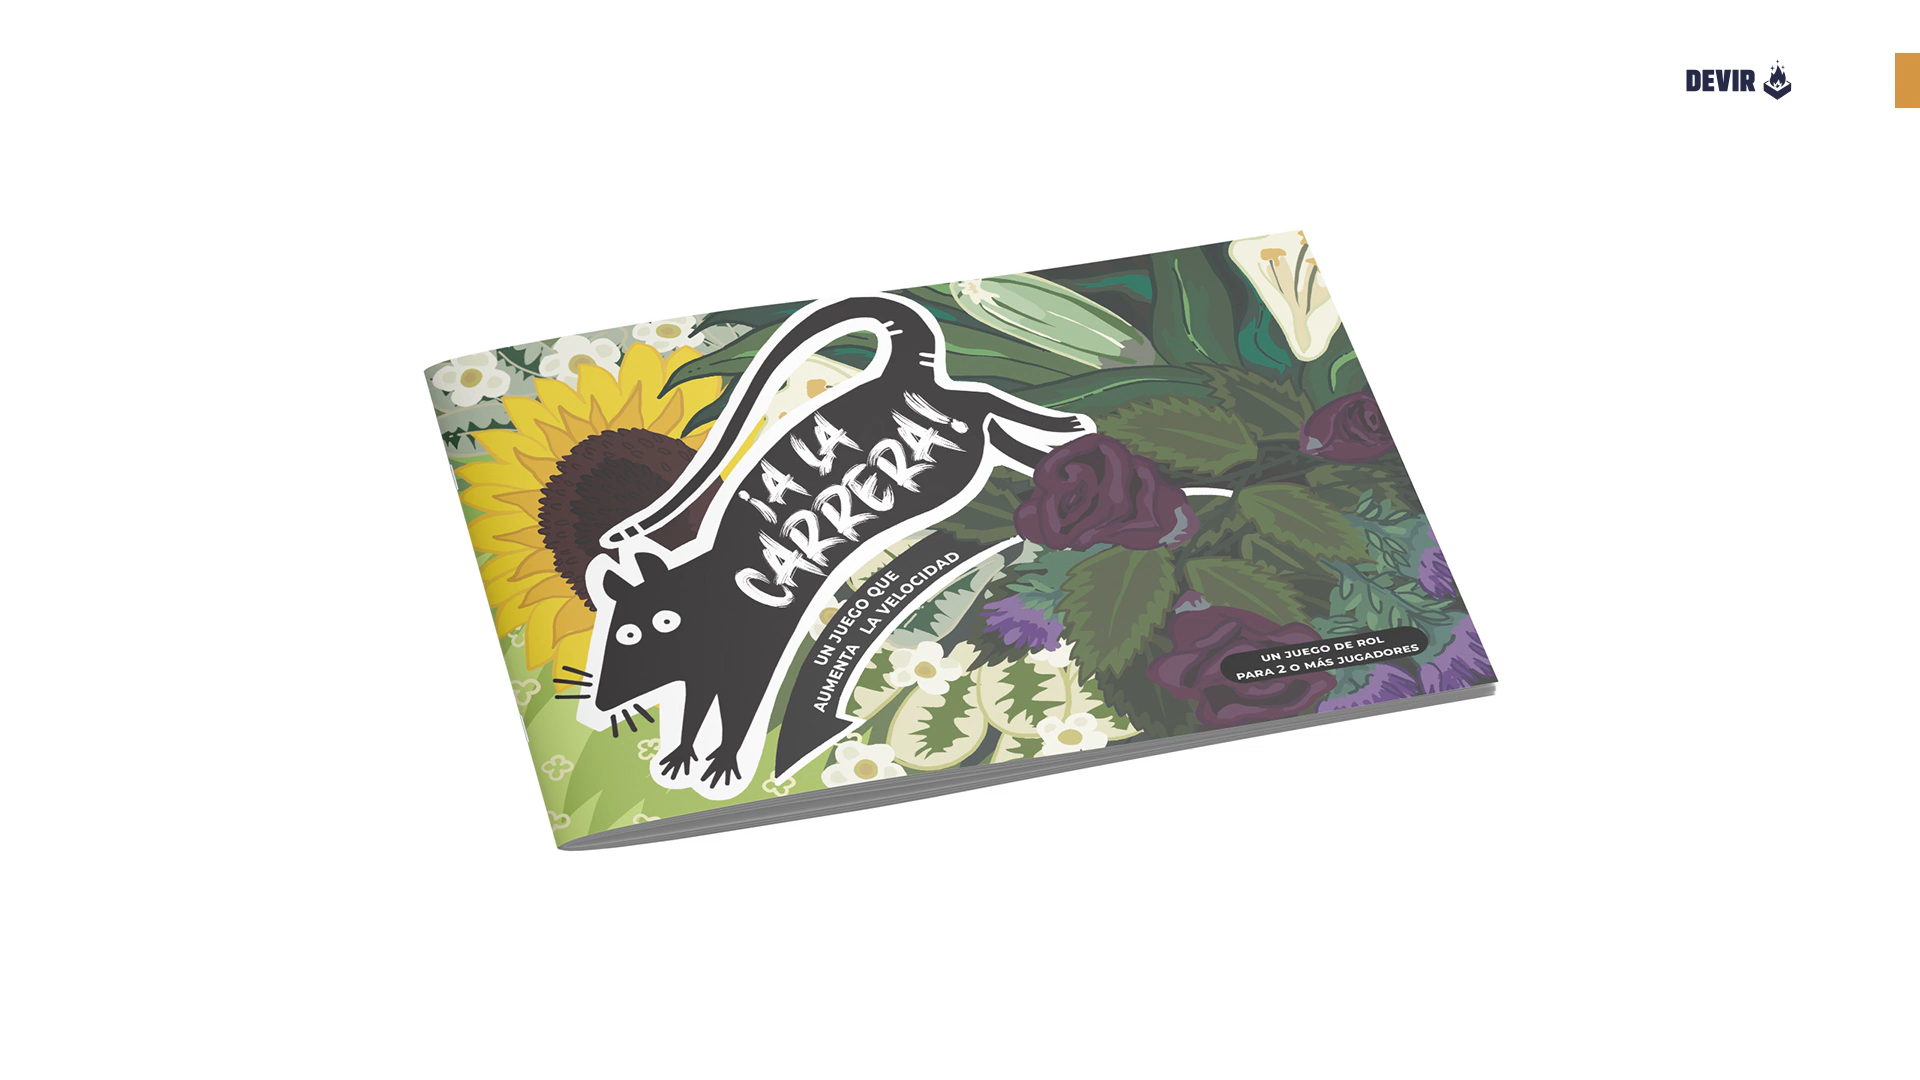 DEVIR
¡A LA
CARRERA!
UN JUEGO QUE
AUMENTA LA VELOCIDAD
UN JUEGO DE ROL
PARA 2 O MÁS JUGADORES